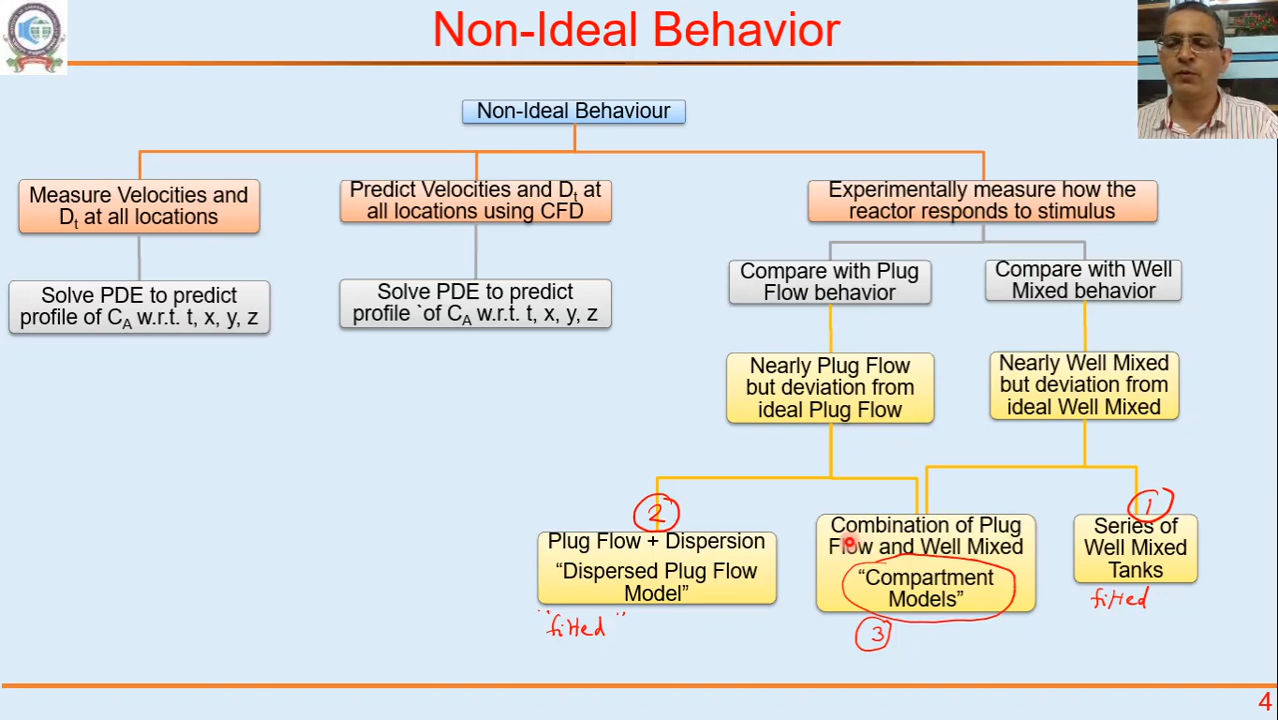 Non-Ideal Behavior
Non-Ideal Behaviour
Measure Velocities and
Dt at all locations
Predict Velocities and Dt at
all locations using CFD
Experimentally measure how the
reactor responds to stimulus
Solve PDE to predict
profile of CA w.r.t. t, x, y, z
Solve PDE to predict
profile `of CA w.r.t. t, x, y, z
Compare with Plug
Flow behavior
Compare with Well
Mixed behavior
Nearly Plug Flow
but deviation from
ideal Plug Flow
Nearly Well Mixed
but deviation from
ideal Well Mixed
2
Plug Flow + Dispersion
“Dispersed Plug Flow
Model”
"fitted"
Combination of Plug
Flow and Well Mixed
“Compartment
Models”
3
1
Series of
Well Mixed
Tanks
fitted
4